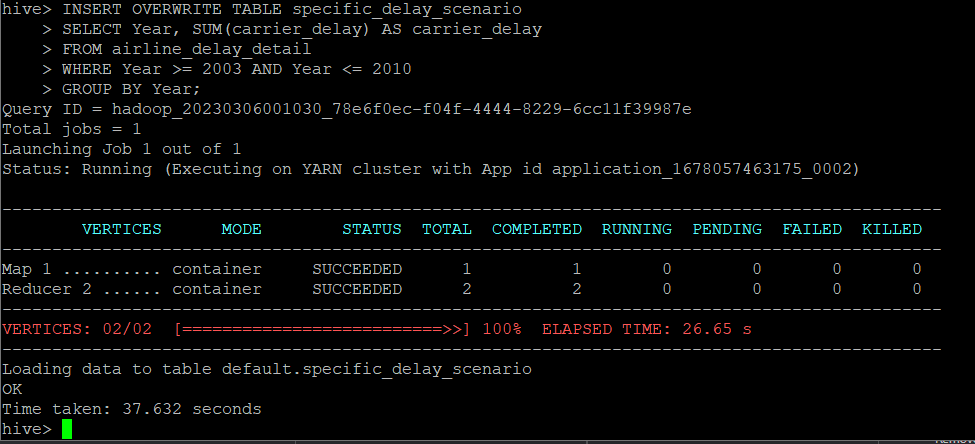 hive> INSERT OVERWRITE TABLE specific_delay_scenario
    > SELECT Year, SUM(carrier_delay) AS carrier_delay
    > FROM airline_delay_detail
    > WHERE Year >= 2003 AND Year <= 2010
    > GROUP BY Year;
Query ID = hadoop_20230306001030_78e6f0ec-f04f-4444-8229-6cc11f39987e
Total jobs = 1
Launching Job 1 out of 1
Status: Running (Executing on YARN cluster with App id application_1678057463175_0002)
----------------------------------------------------------------------------------------------
        VERTICES      MODE        STATUS  TOTAL  COMPLETED  RUNNING  PENDING  FAILED  KILLED
----------------------------------------------------------------------------------------------
Map 1 .......... container     SUCCEEDED      1          1        0        0       0       0
Reducer 2 ...... container     SUCCEEDED      2          2        0        0       0       0
----------------------------------------------------------------------------------------------
VERTICES: 02/02  [==========================>>] 100%  ELAPSED TIME: 26.65 s
----------------------------------------------------------------------------------------------
Loading data to table default.specific_delay_scenario
OK
Time taken: 37.632 seconds
hive>